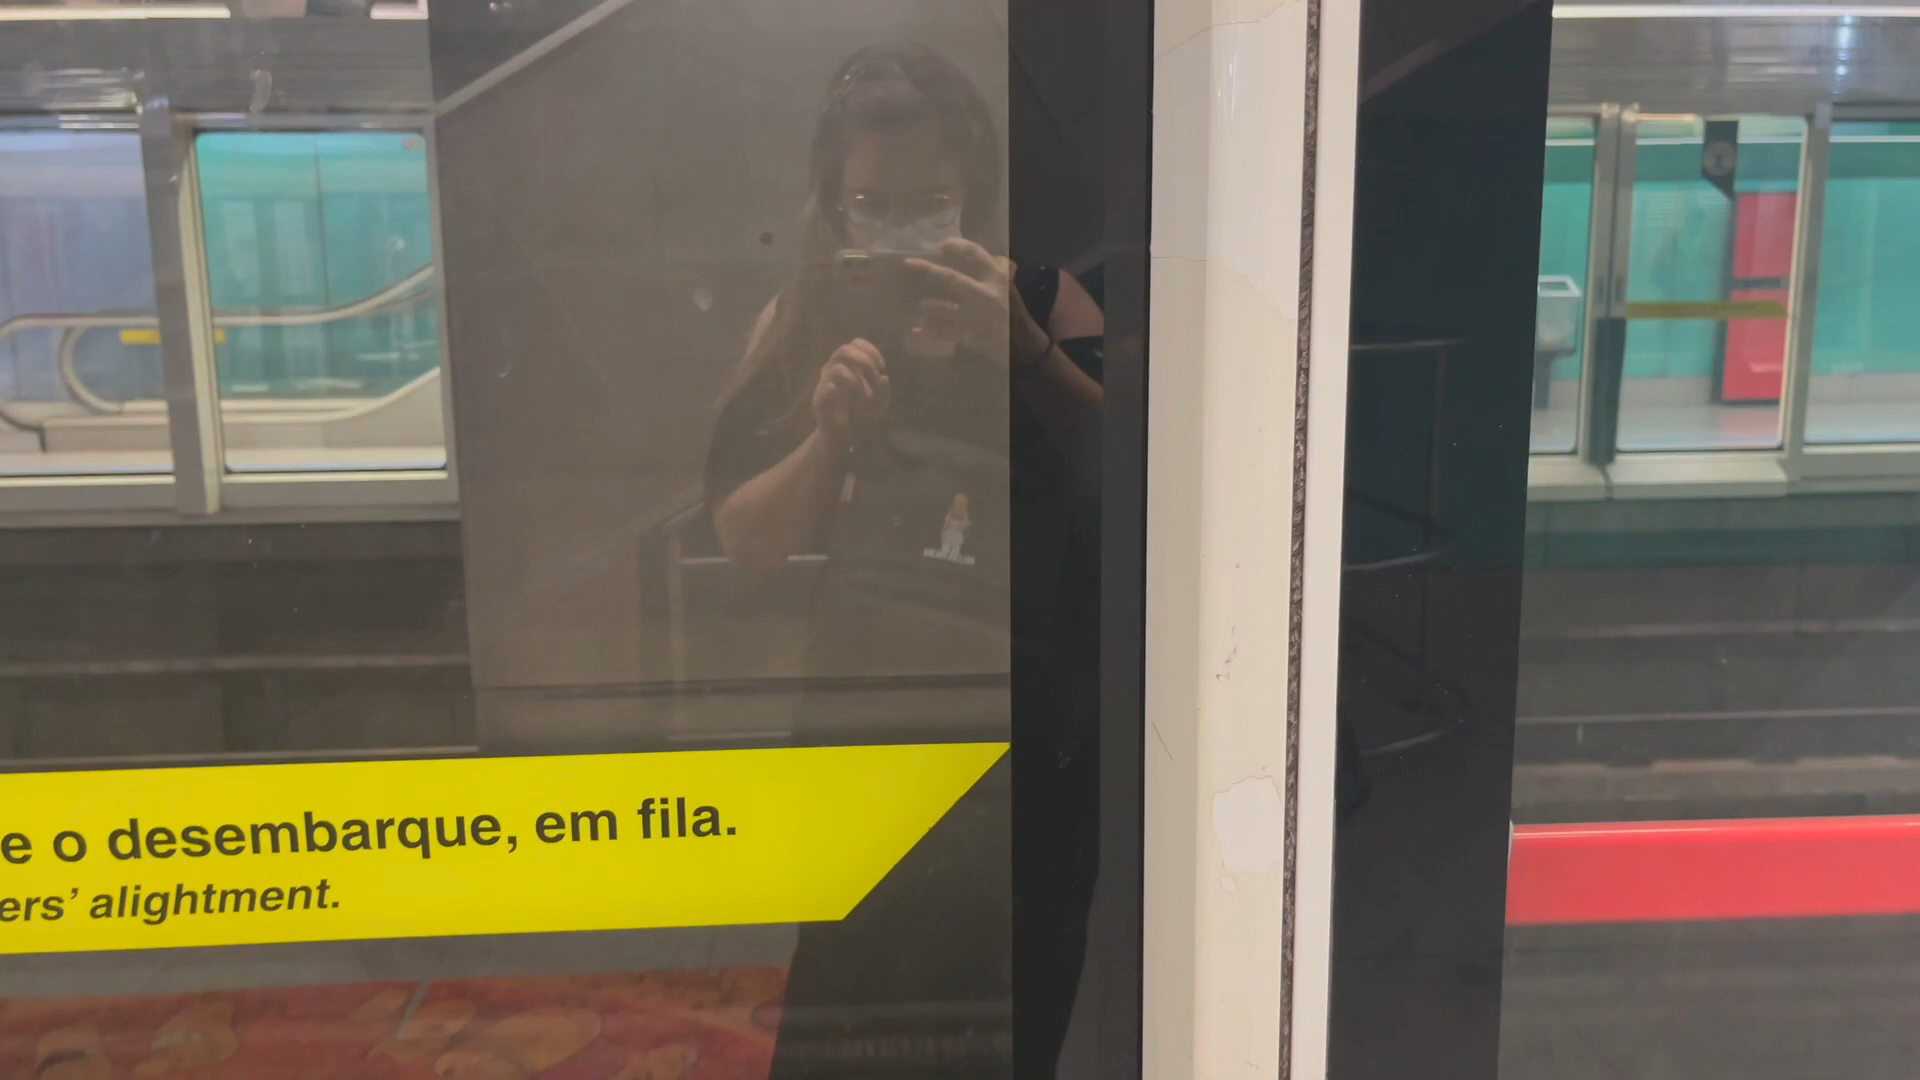 e o desembarque, em fila.
ers' alightment.